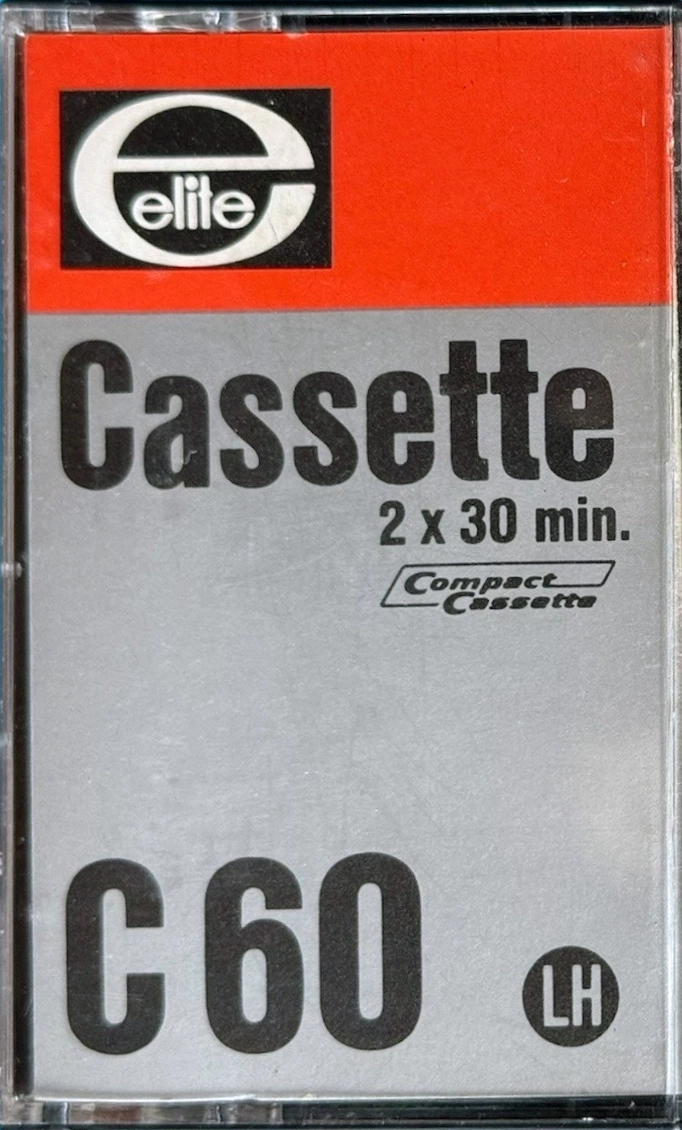 e
elite
Cassette
2 x 30 min.
Compact
Cassette
C 60
LH